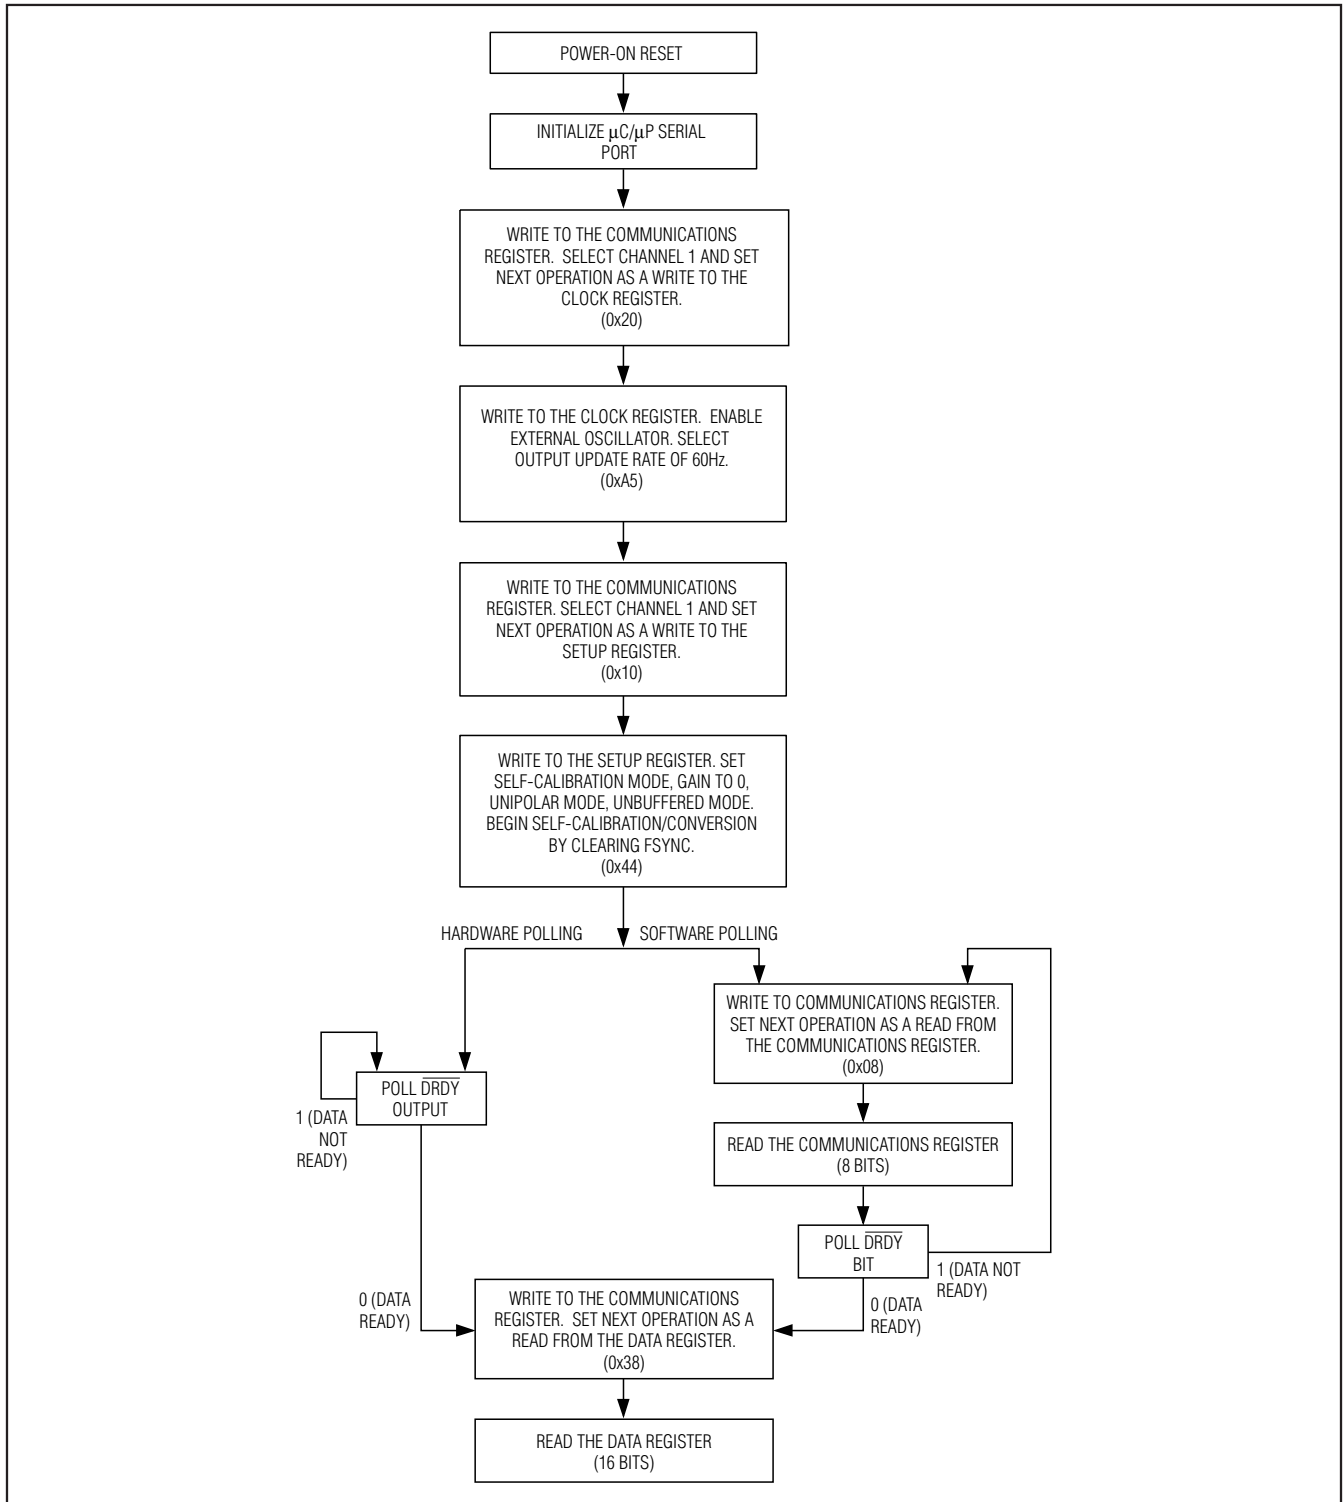 POWER-ON RESET
INITIALIZE μC/μP SERIAL
PORT
WRITE TO THE COMMUNICATIONS
REGISTER. SELECT CHANNEL 1 AND SET
NEXT OPERATION AS A WRITE TO THE
CLOCK REGISTER.
(0x20)
WRITE TO THE CLOCK REGISTER. ENABLE
EXTERNAL OSCILLATOR. SELECT
OUTPUT UPDATE RATE OF 60Hz.
(0xA5)
WRITE TO THE COMMUNICATIONS
REGISTER. SELECT CHANNEL 1 AND SET
NEXT OPERATION AS A WRITE TO THE
SETUP REGISTER.
(0x10)
WRITE TO THE SETUP REGISTER. SET
SELF-CALIBRATION MODE, GAIN TO 0,
UNIPOLAR MODE, UNBUFFERED MODE.
BEGIN SELF-CALIBRATION/CONVERSION
BY CLEARING FSYNC.
(0x44)
HARDWARE POLLING
SOFTWARE POLLING
WRITE TO COMMUNICATIONS REGISTER.
SET NEXT OPERATION AS A READ FROM
THE COMMUNICATIONS REGISTER.
(0x08)
POLL D̅R̅D̅Y̅
OUTPUT
1 (DATA
NOT
READY)
READ THE COMMUNICATIONS REGISTER
(8 BITS)
POLL D̅R̅D̅Y̅
BIT
1 (DATA NOT
READY)
0 (DATA
READY)
0 (DATA
READY)
WRITE TO THE COMMUNICATIONS
REGISTER. SET NEXT OPERATION AS A
READ FROM THE DATA REGISTER.
(0x38)
READ THE DATA REGISTER
(16 BITS)